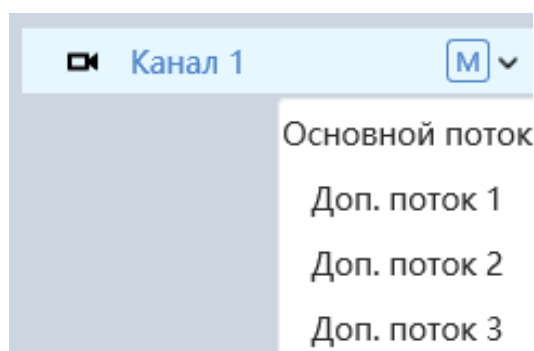 Канал 1 M
Основной поток
Доп. поток 1
Доп. поток 2
Доп. поток 3